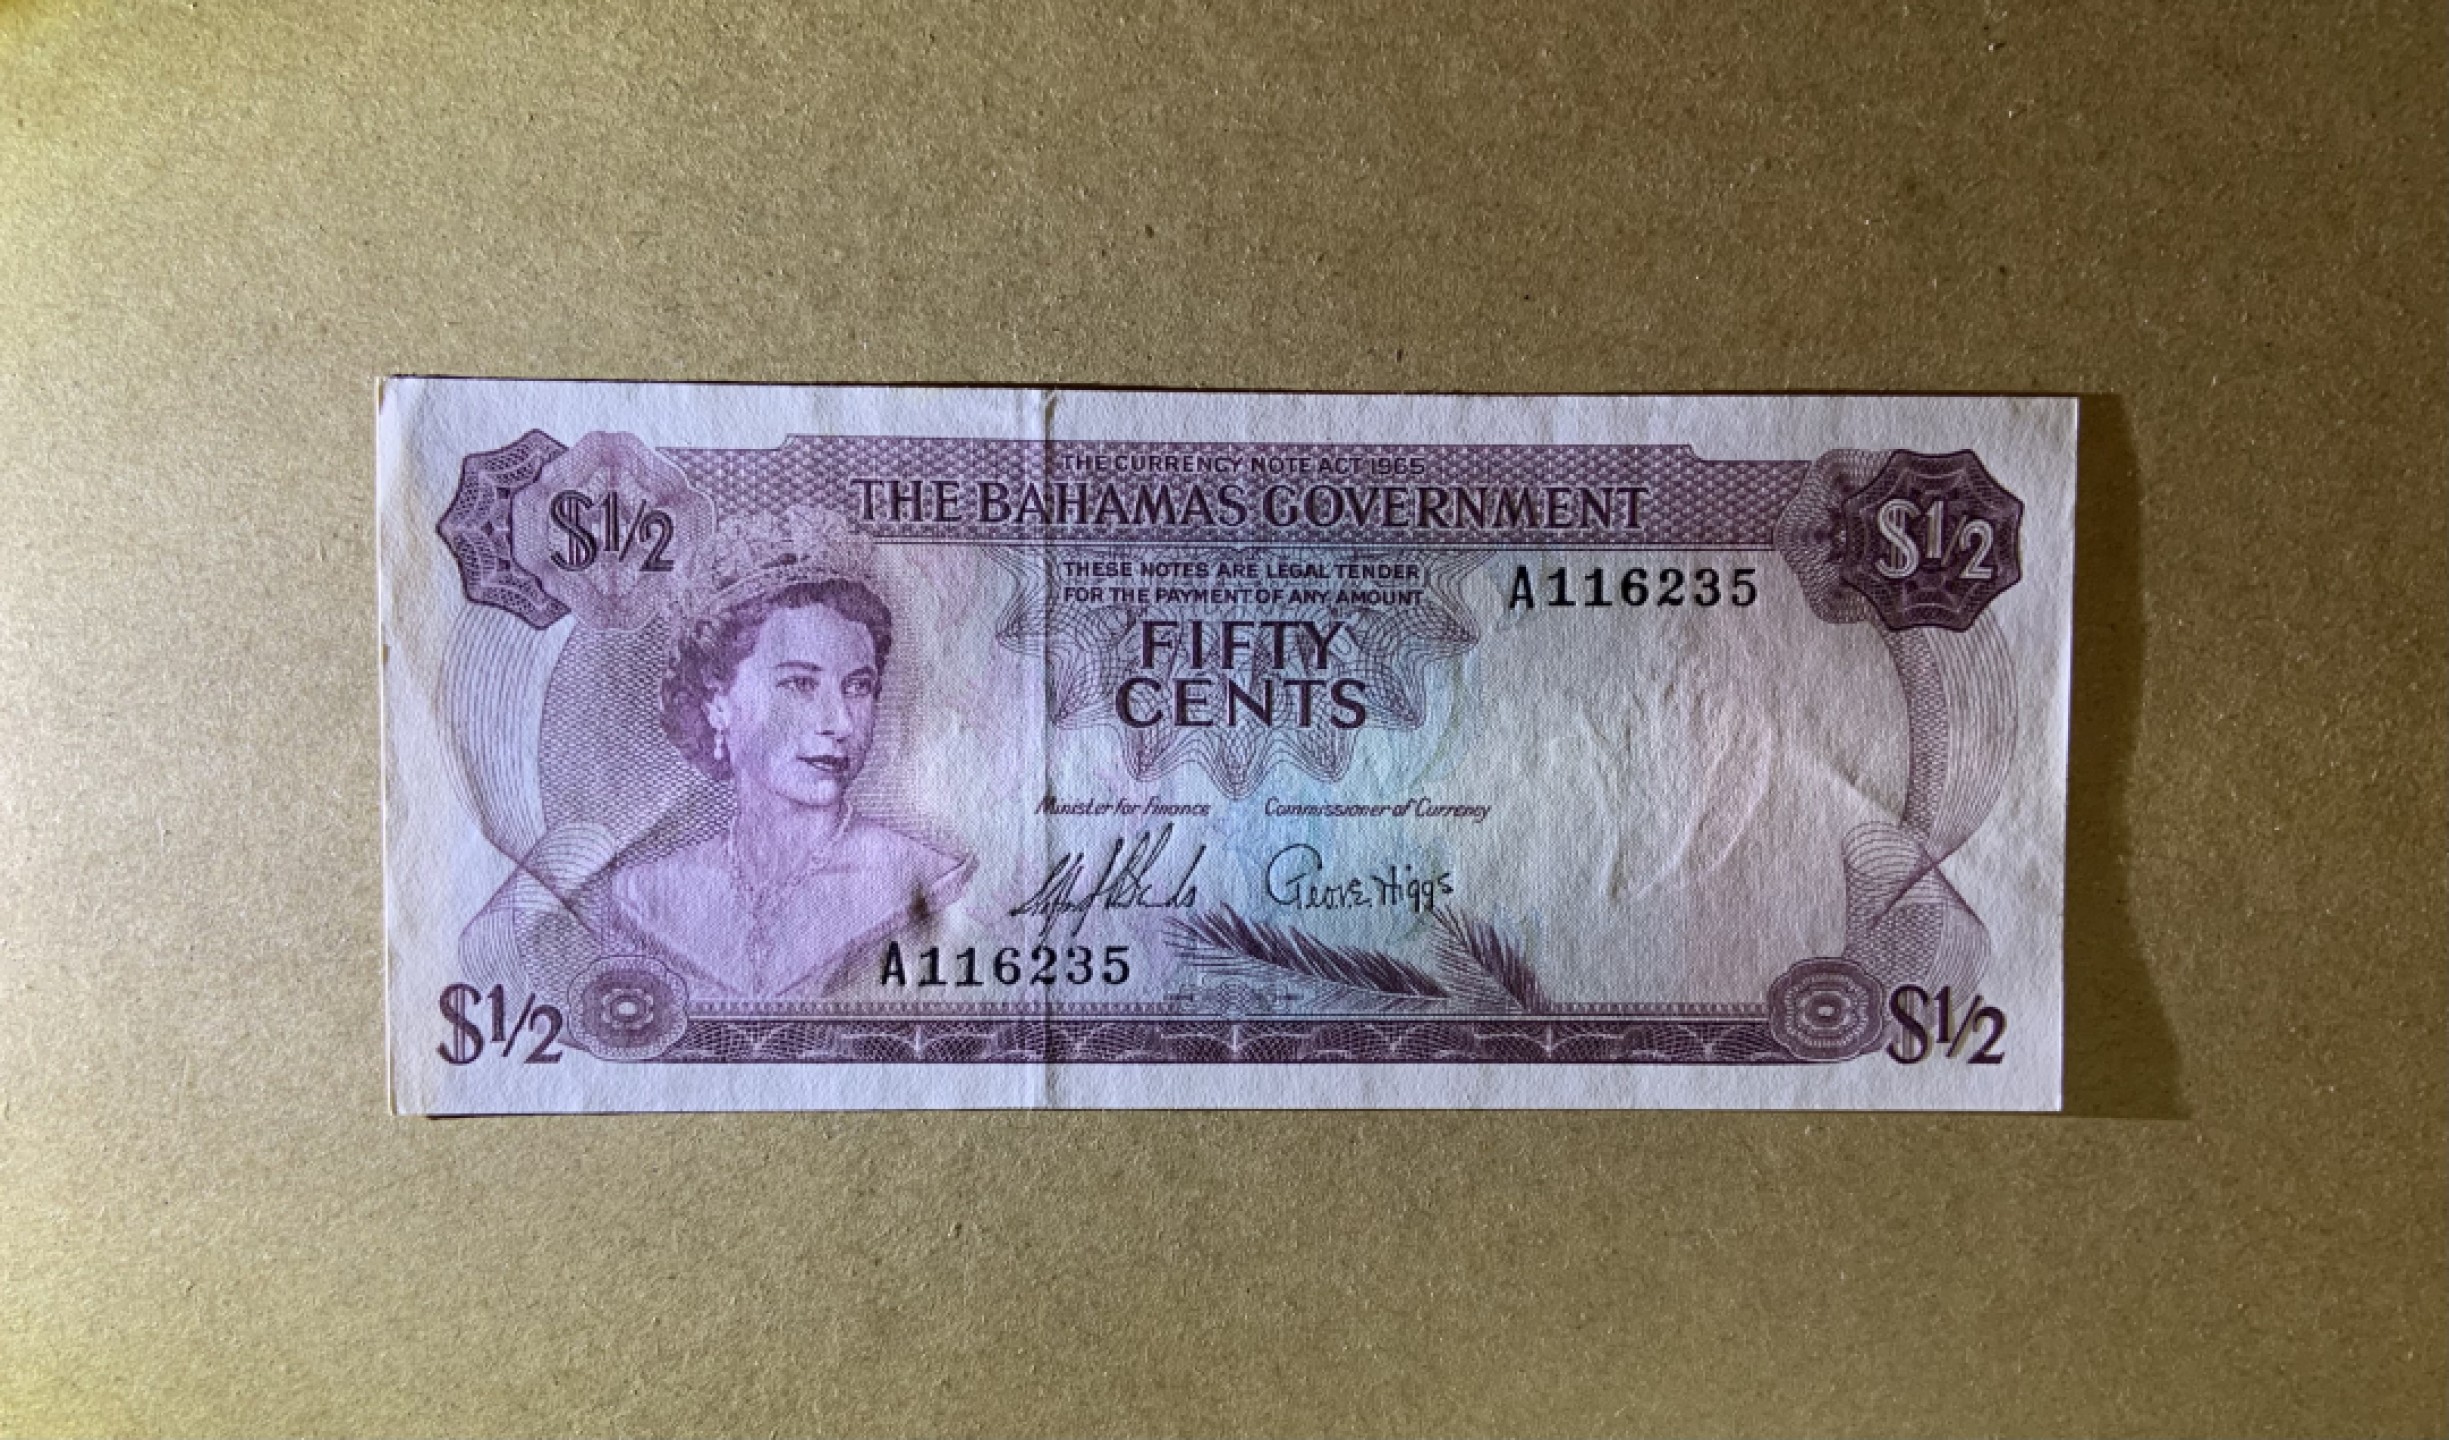 THE CURRENCY NOTE ACT 1965
THE BAHAMAS GOVERNMENT
$1/2
$1/2
THESE NOTES ARE LEGAL TENDER
FOR THE PAYMENT OF ANY AMOUNT
A116235
FIFTY
CENTS
Minister for Finance
Commissioner of Currency
George Higgs
A116235
$1/2
$1/2